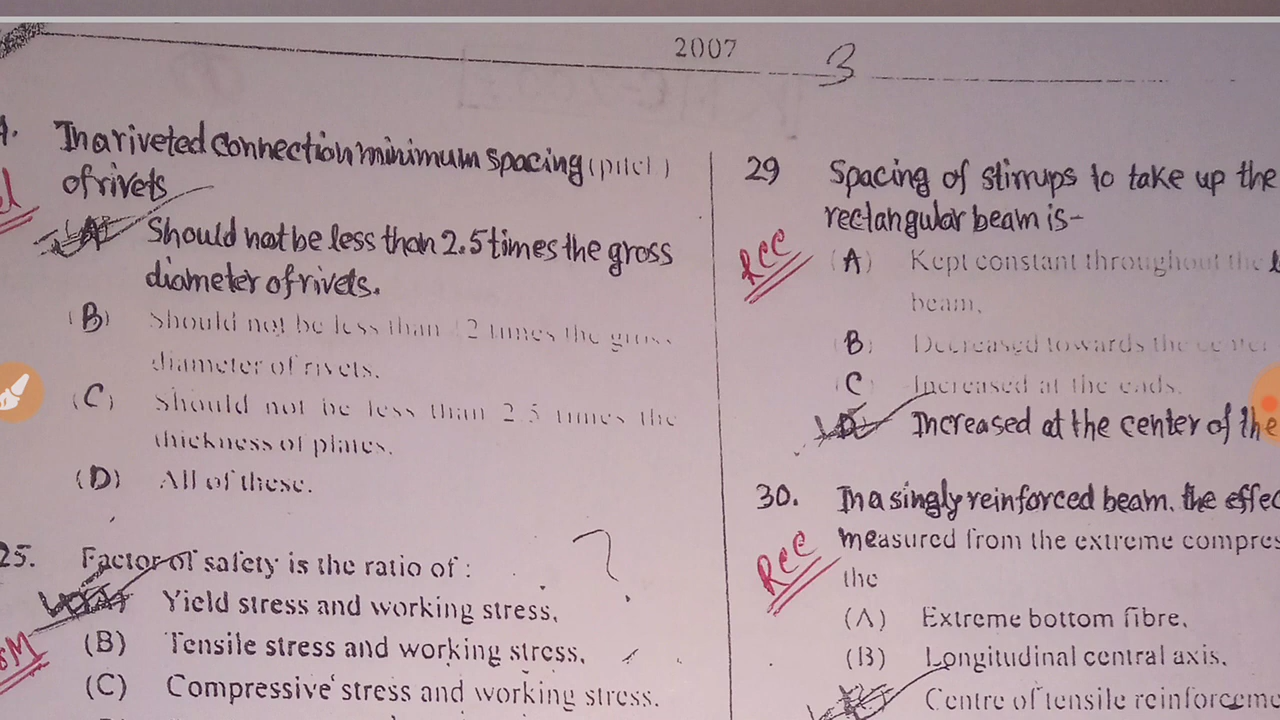 2007
3
In a riveted connection minimum spacing (pitch)
of rivets
(A) Should not be less than 2.5 times the gross
diameter of rivets.
(B) Should not be less than 12 times the gross
diameter of rivets.
(C) Should not be less than 2.5 times the
thickness of plates.
(D) All of these.
25. Factor of safety is the ratio of :
?
(A) Yield stress and working stress.
(B) Tensile stress and working stress.
(C) Compressive stress and working stress.
29 Spacing of stirrups to take up the
rectangular beam is-
RCC
(A) Kept constant throughout the
beam.
(B) Decreased towards the center
(C) Increased at the ends.
(D) Increased at the center of the
30. In a singly reinforced beam. the
measured from the extreme
RCC
the
(A) Extreme bottom fibre.
(B) Longitudinal central axis.
Centre of tensile